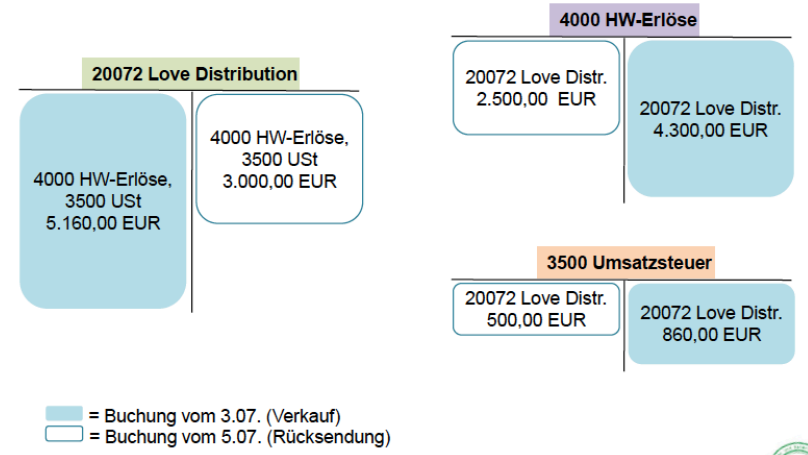 20072 Love Distribution
4000 HW-Erlöse,
3500 USt
5.160,00 EUR
4000 HW-Erlöse,
3500 USt
3.000,00 EUR
4000 HW-Erlöse
20072 Love Distr.
2.500,00 EUR
20072 Love Distr.
4.300,00 EUR
3500 Umsatzsteuer
20072 Love Distr.
500,00 EUR
20072 Love Distr.
860,00 EUR
= Buchung vom 3.07. (Verkauf)
= Buchung vom 5.07. (Rücksendung)